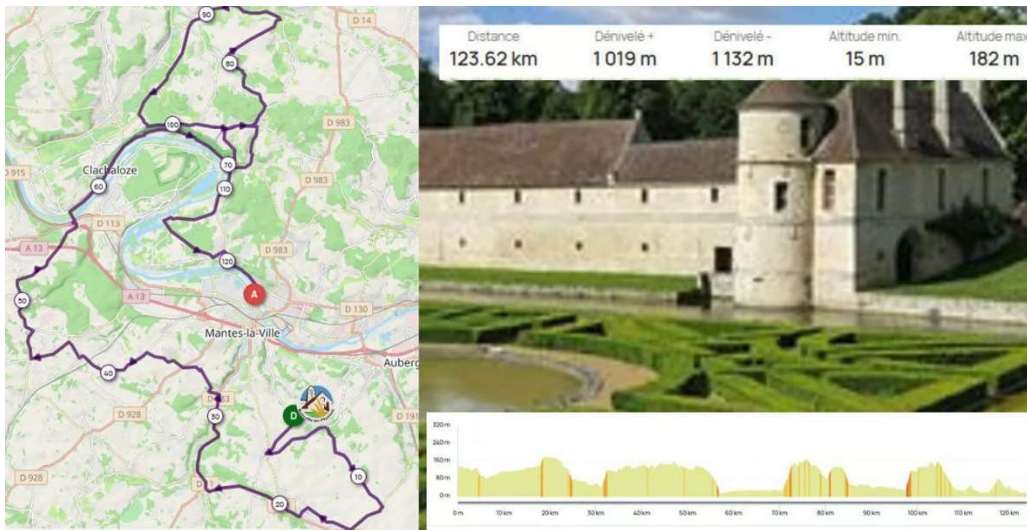 90
D 14
80
D 983
100
Clachaloze
D 915
70
60
110
D 983
D 113
A 13
D 983
120
A
50
A 13
D 130
Mantes-la-Ville
Auberg
40
D 983
D 928
D
D 191
30
D 928
10
20
Distance
Dénivelé +
Dénivelé -
Altitude min.
Altitude max
123.62 km
1 019 m
1 132 m
15 m
182 m
320 m
240 m
160 m
80 m
0 m
0 m
10 km
20 km
30 km
40 km
50 km
60 km
70 km
80 km
90 km
100 km
110 km
120 km